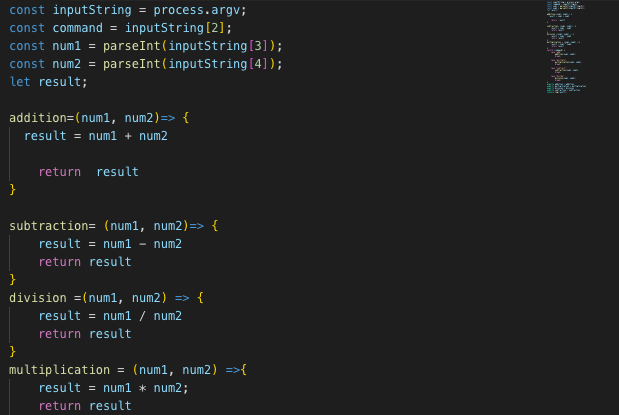 const inputString = process.argv;
const command = inputString[2];
const num1 = parseInt(inputString[3]);
const num2 = parseInt(inputString[4]);
let result;

addition=(num1, num2)=> {
  result = num1 + num2

    return  result
}

subtraction= (num1, num2)=> {
    result = num1 - num2
    return result
}
division =(num1, num2) => {
    result = num1 / num2
    return result
}
multiplication = (num1, num2) =>{
    result = num1 * num2;
    return result